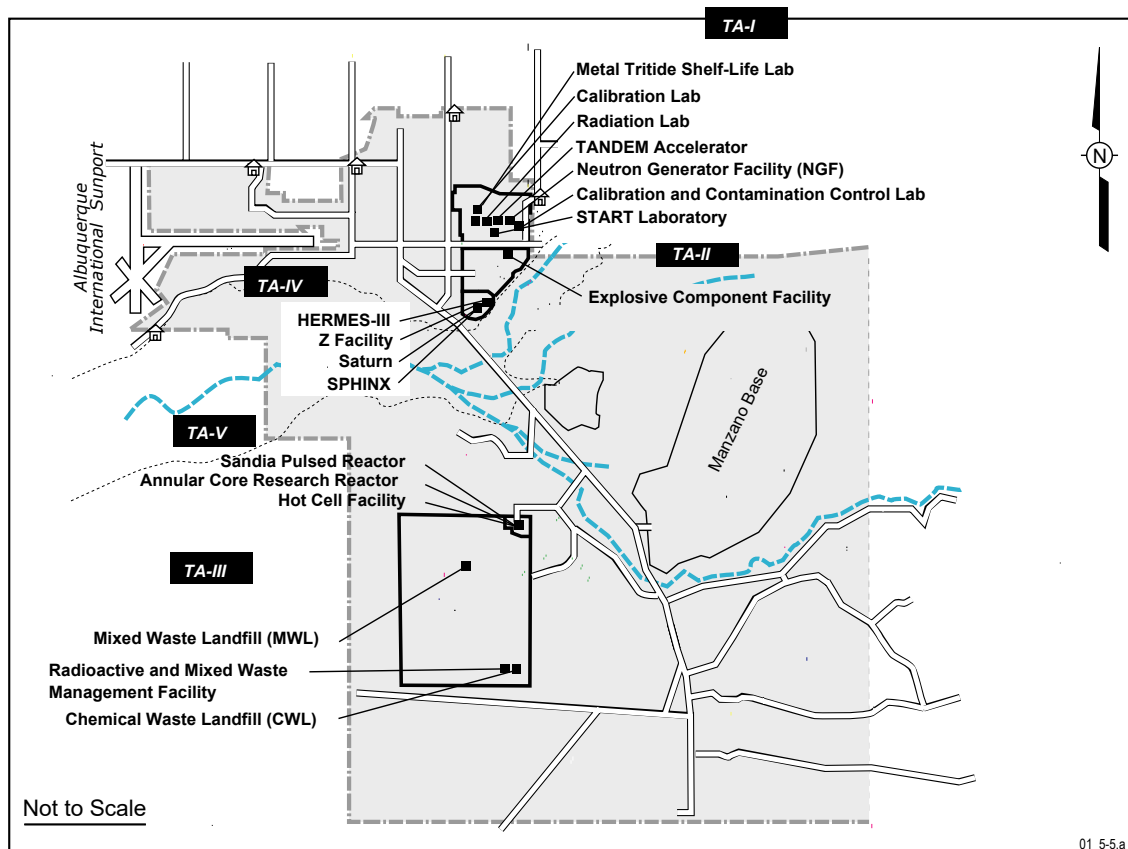 TA-I
Metal Tritide Shelf-Life Lab
Calibration Lab
Radiation Lab
TANDEM Accelerator
Neutron Generator Facility (NGF)
Calibration and Contamination Control Lab
START Laboratory
N
Albuquerque
International Sunport
TA-II
Explosive Component Facility
TA-IV
HERMES-III
Z Facility
Saturn
SPHINX
Manzano Base
TA-V
Sandia Pulsed Reactor
Annular Core Research Reactor
Hot Cell Facility
TA-III
Mixed Waste Landfill (MWL)
Radioactive and Mixed Waste
Management Facility
Chemical Waste Landfill (CWL)
Not to Scale
01 5-5.a